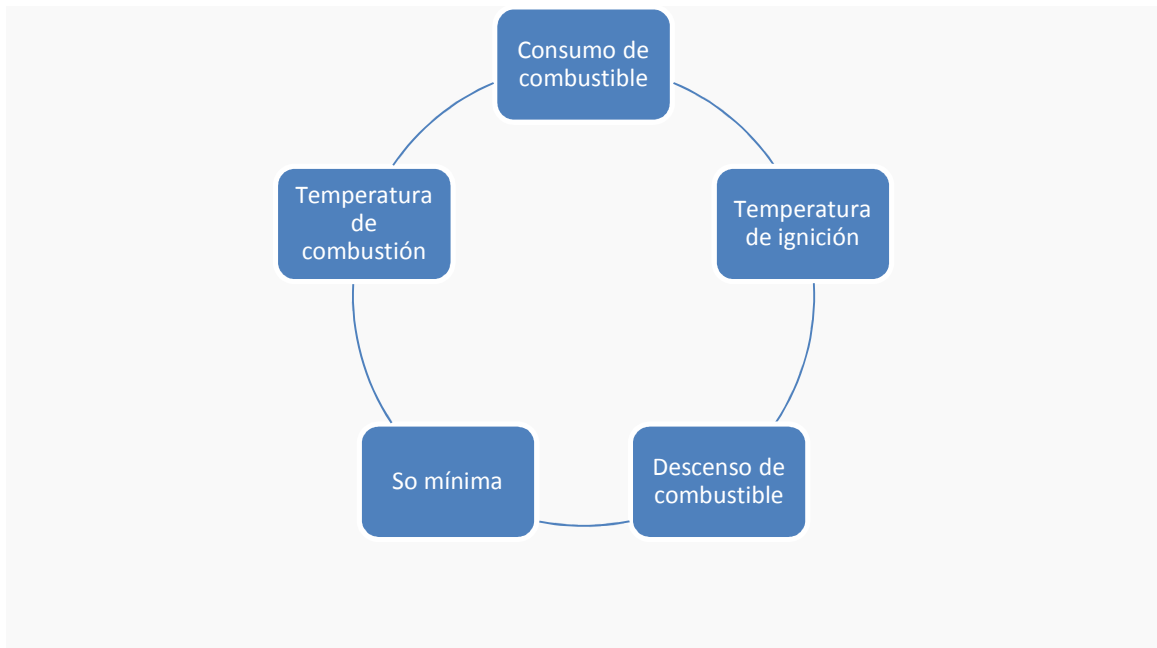 Consumo de
combustible
Temperatura
de ignición
Descenso de
combustible
So mínima
Temperatura
de
combustión